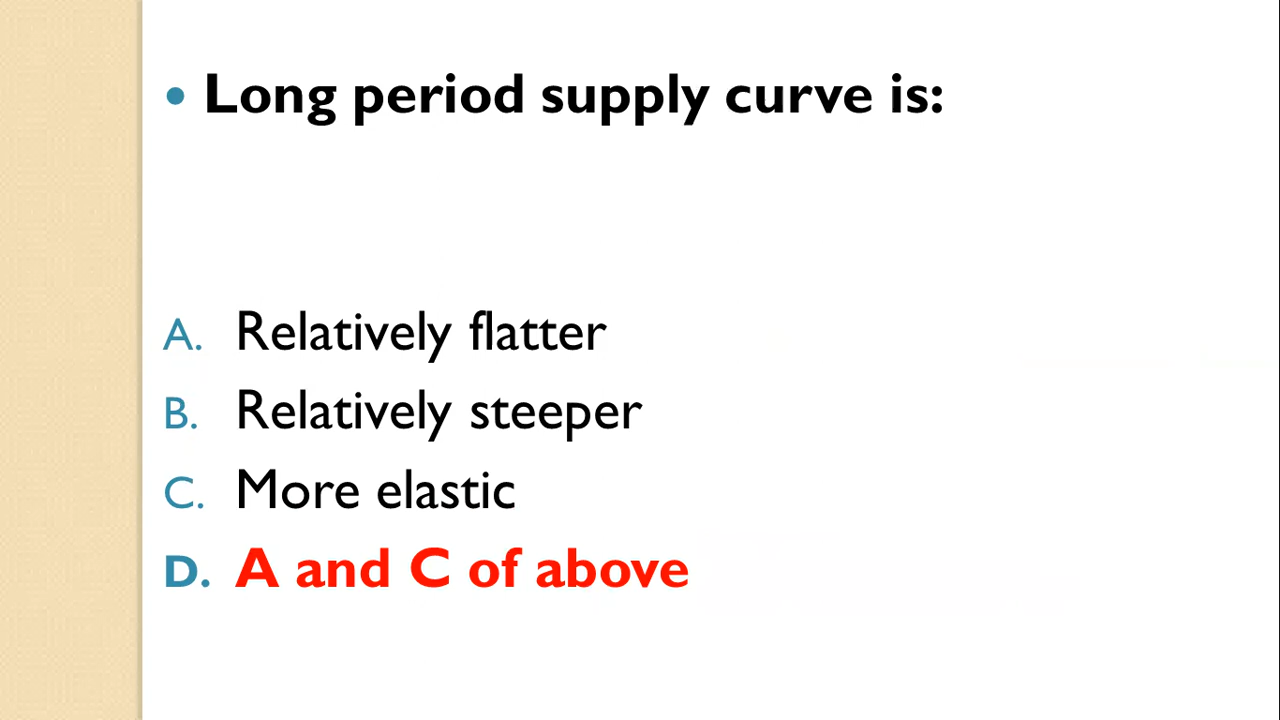 • Long period supply curve is:
A. Relatively flatter
B. Relatively steeper
C. More elastic
D. A and C of above